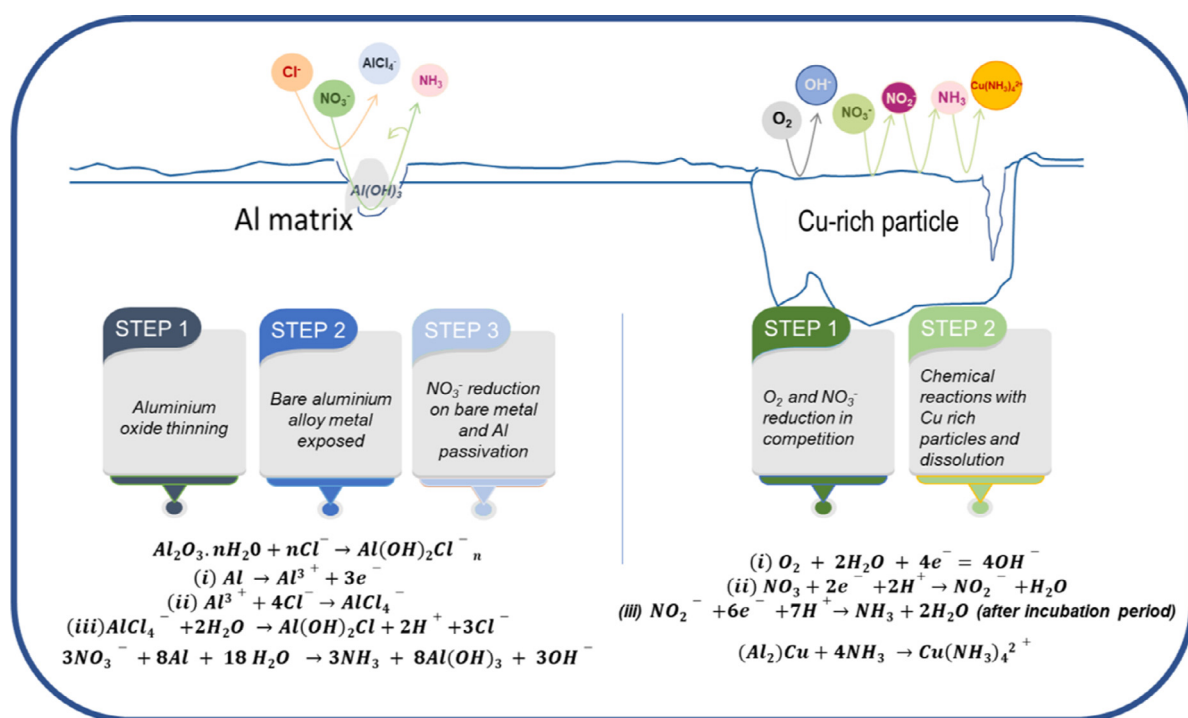 Cl⁻
NO₃⁻
AlCl₄⁻
NH₃
Al(OH)₃
Al matrix
O₂
OH⁻
NO₃⁻
NO₂⁻
NH₃
Cu(NH₃)₄²⁺
Cu-rich particle
STEP 1
Aluminium
oxide thinning
STEP 2
Bare aluminium
alloy metal
exposed
STEP 3
NO₃⁻ reduction
on bare metal
and Al
passivation
STEP 1
O₂ and NO₃⁻
reduction in
competition
STEP 2
Chemical
reactions with
Cu rich
particles and
dissolution
Al₂O₃.nH₂0 + nCl⁻ → Al(OH)₂Cl⁻ₙ
(i) Al → Al³⁺ + 3e⁻
(ii) Al³⁺ + 4Cl⁻ → AlCl₄⁻
(iii)AlCl₄⁻ +2H₂O → Al(OH)₂Cl + 2H⁺ +3Cl⁻
3NO₃⁻ + 8Al + 18 H₂O → 3NH₃ + 8Al(OH)₃ + 3OH⁻
(i) O₂ + 2H₂O + 4e⁻ = 4OH⁻
(ii) NO₃ + 2e⁻ +2H⁺ → NO₂⁻ +H₂O
(iii) NO₂⁻ +6e⁻ +7H⁺ → NH₃ + 2H₂O (after incubation period)
(Al₂)Cu + 4NH₃ → Cu(NH₃)₄²⁺